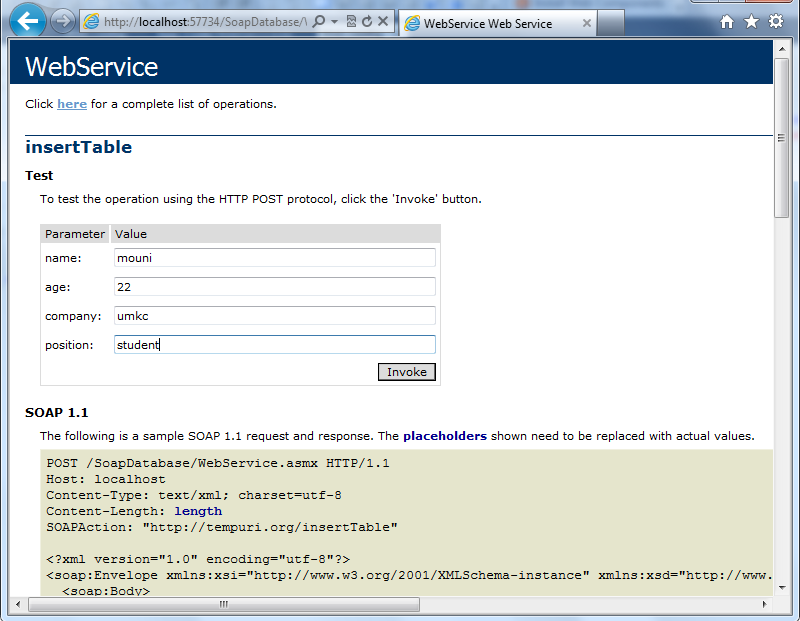 http://localhost:57734/SoapDatabase/
WebService Web Service
WebService
Click here for a complete list of operations.
insertTable
Test
To test the operation using the HTTP POST protocol, click the 'Invoke' button.
Parameter Value
name: mouni
age: 22
company: umkc
position: student
Invoke
SOAP 1.1
The following is a sample SOAP 1.1 request and response. The placeholders shown need to be replaced with actual values.
POST /SoapDatabase/WebService.asmx HTTP/1.1
Host: localhost
Content-Type: text/xml; charset=utf-8
Content-Length: length
SOAPAction: "http://tempuri.org/insertTable"
<?xml version="1.0" encoding="utf-8"?>
<soap:Envelope xmlns:xsi="http://www.w3.org/2001/XMLSchema-instance" xmlns:xsd="http://www.
<soap:Body>